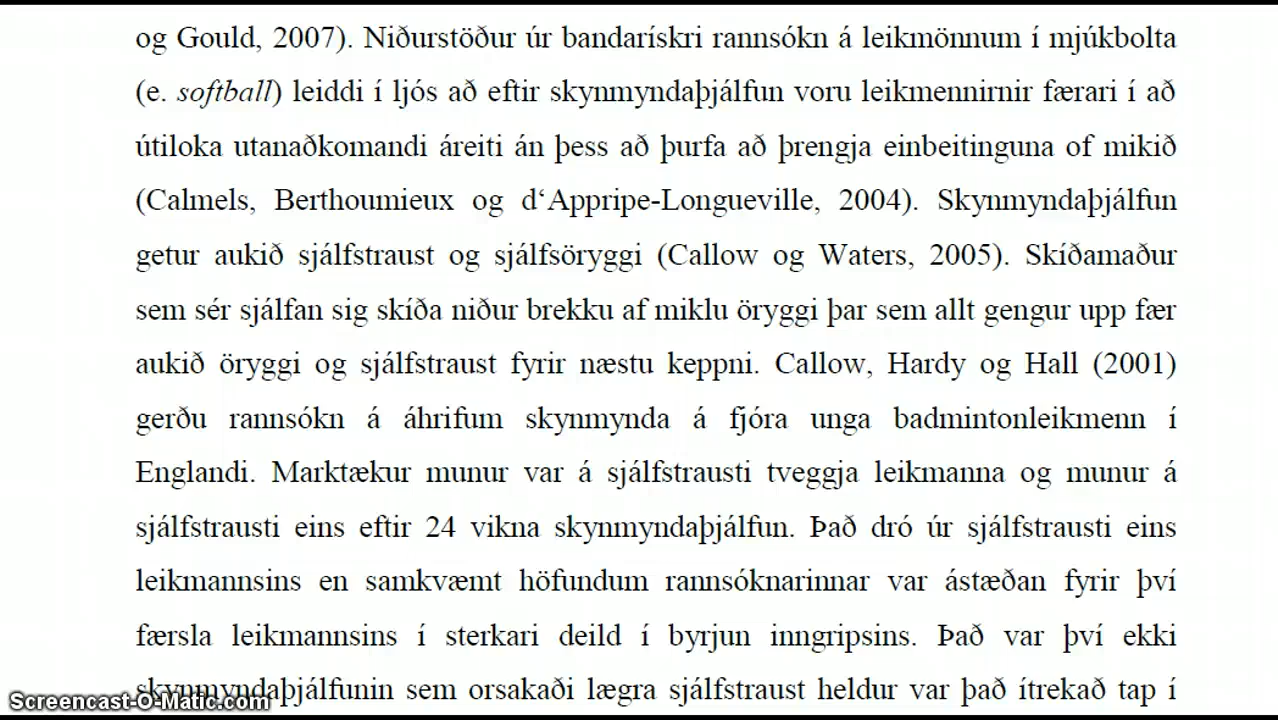 og Gould, 2007). Niðurstöður úr bandarískri rannsókn á leikmönnum í mjúkbolta
(e. softball) leiddi í ljós að eftir skynmyndaþjálfun voru leikmennirnir færari í að
útiloka utanaðkomandi áreiti án þess að þurfa að þrengja einbeitinguna of mikið
(Calmels, Berthoumieux og d‘Appripe-Longueville, 2004). Skynmyndaþjálfun
getur aukið sjálfstraust og sjálfsöryggi (Callow og Waters, 2005). Skíðamaður
sem sér sjálfan sig skíða niður brekku af miklu öryggi þar sem allt gengur upp fær
aukið öryggi og sjálfstraust fyrir næstu keppni. Callow, Hardy og Hall (2001)
gerðu rannsókn á áhrifum skynmynda á fjóra unga badmintonleikmenn í
Englandi. Marktækur munur var á sjálfstrausti tveggja leikmanna og munur á
sjálfstrausti eins eftir 24 vikna skynmyndaþjálfun. Það dró úr sjálfstrausti eins
leikmannsins en samkvæmt höfundum rannsóknarinnar var ástæðan fyrir því
færsla leikmannsins í sterkari deild í byrjun inngripsins. Það var því ekki
skynmyndaþjálfunin sem orsakaði lægra sjálfstraust heldur var það ítrekað tap í
Screencast-O-Matic.com